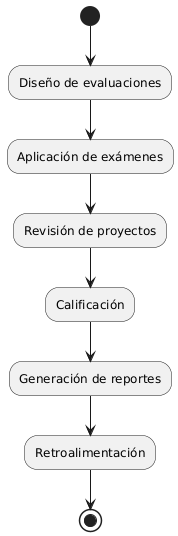 Diseño de evaluaciones
Aplicación de exámenes
Revisión de proyectos
Calificación
Generación de reportes
Retroalimentación